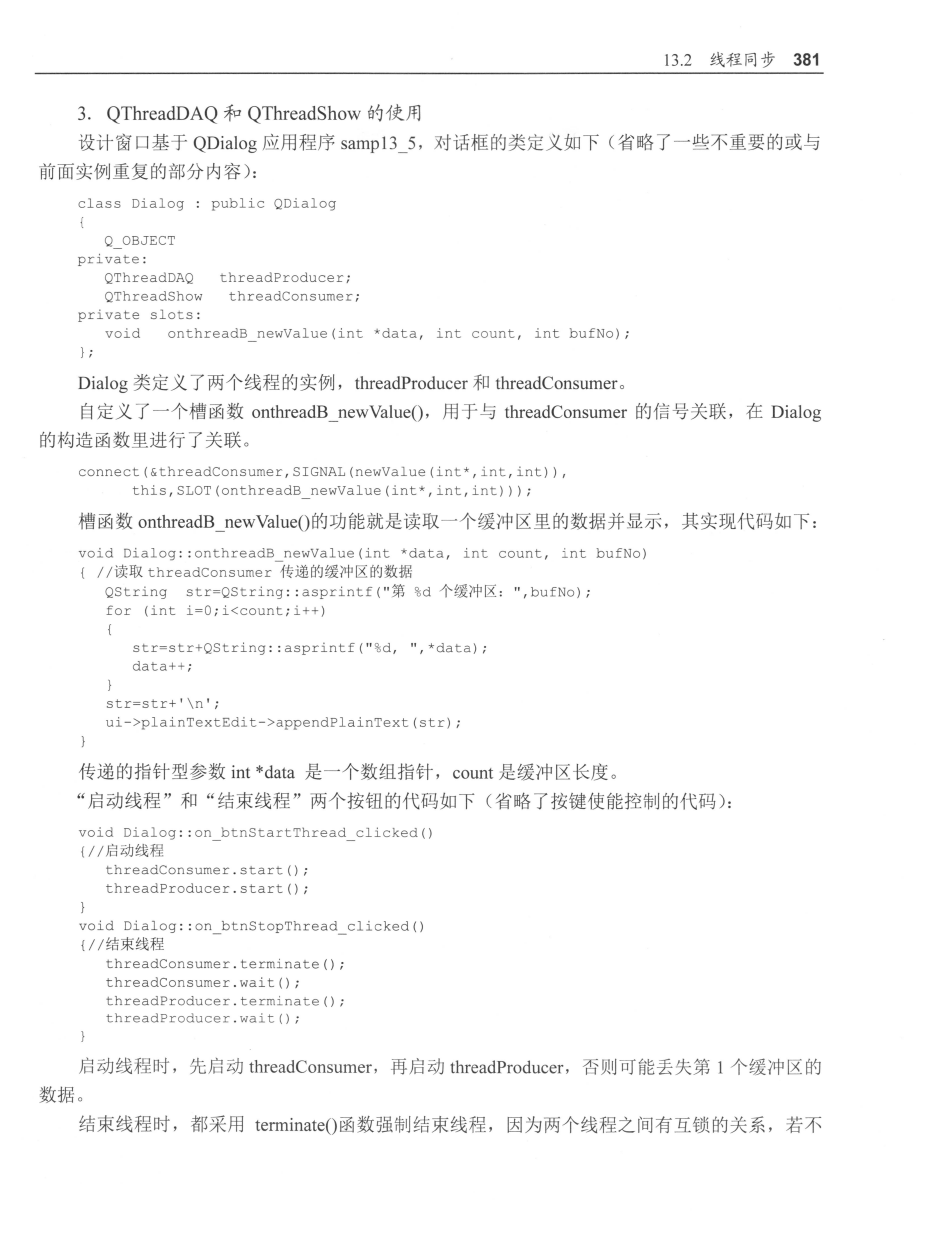 13.2 线程同步 381
3．QThreadDAQ 和 QThreadShow 的使用
设计窗口基于 QDialog 应用程序 samp13_5，对话框的类定义如下（省略了一些不重要的或与
前面实例重复的部分内容）：
class Dialog : public QDialog
{
Q_OBJECT
private:
QThreadDAQ threadProducer;
QThreadShow threadConsumer;
private slots:
void onthreadB_newValue(int *data, int count, int bufNo);
};
Dialog 类定义了两个线程的实例，threadProducer 和 threadConsumer。
自定义了一个槽函数 onthreadB_newValue()，用于与 threadConsumer 的信号关联，在 Dialog
的构造函数里进行了关联。
connect(&threadConsumer,SIGNAL(newValue(int*,int,int)),
this,SLOT(onthreadB_newValue(int*,int,int)));
槽函数 onthreadB_newValue()的功能就是读取一个缓冲区里的数据并显示，其实现代码如下：
void Dialog::onthreadB_newValue(int *data, int count, int bufNo)
{ //读取 threadConsumer 传递的缓冲区的数据
QString str=QString::asprintf("第 %d 个缓冲区：",bufNo);
for (int i=0;i<count;i++)
{
str=str+QString::asprintf("%d, ",*data);
data++;
}
str=str+'\n';
ui->plainTextEdit->appendPlainText(str);
}
传递的指针型参数 int *data 是一个数组指针，count 是缓冲区长度。
“启动线程”和“结束线程”两个按钮的代码如下（省略了按键使能控制的代码）：
void Dialog::on_btnStartThread_clicked()
{//启动线程
threadConsumer.start();
threadProducer.start();
}
void Dialog::on_btnStopThread_clicked()
{//结束线程
threadConsumer.terminate();
threadConsumer.wait();
threadProducer.terminate();
threadProducer.wait();
}
启动线程时，先启动 threadConsumer，再启动 threadProducer，否则可能丢失第 1 个缓冲区的
数据。
结束线程时，都采用 terminate()函数强制结束线程，因为两个线程之间有互锁的关系，若不